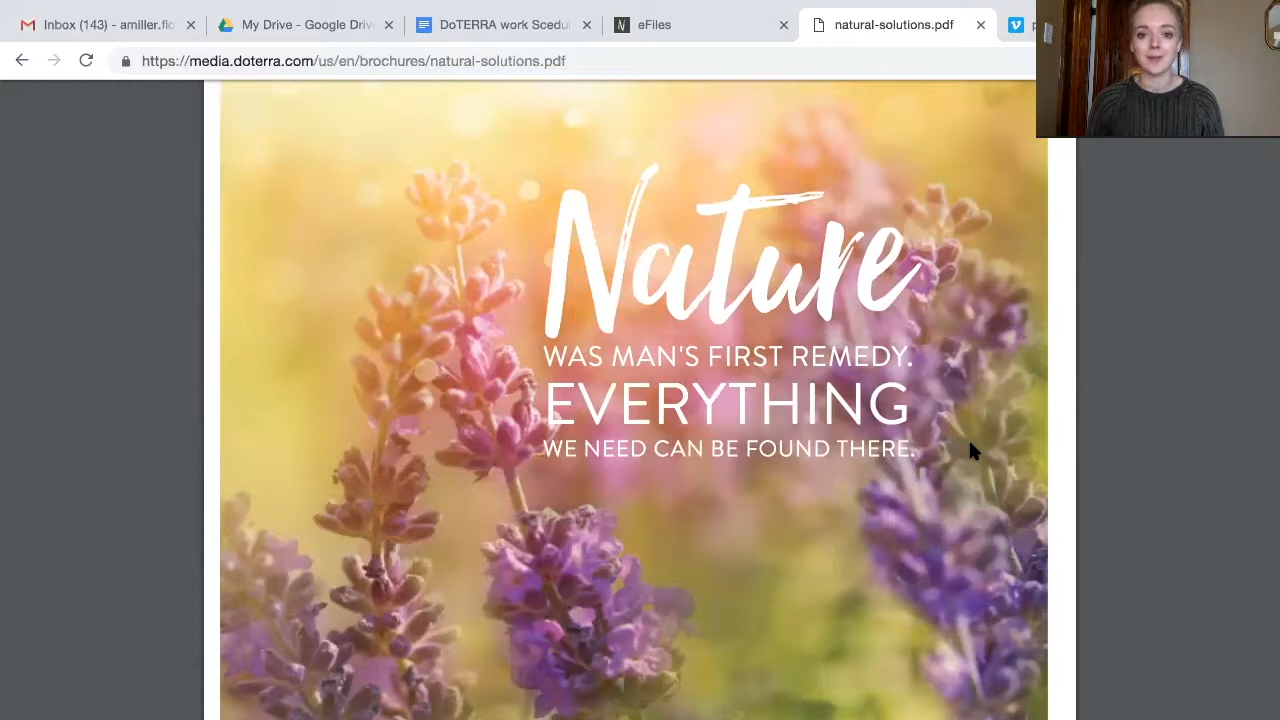 Inbox (143) - amiller.flo
My Drive - Google Driv
DoTERRA work Scedul
eFiles
natural-solutions.pdf
https://media.doterra.com/us/en/brochures/natural-solutions.pdf
Nature
WAS MAN'S FIRST REMEDY.
EVERYTHING
WE NEED CAN BE FOUND THERE.